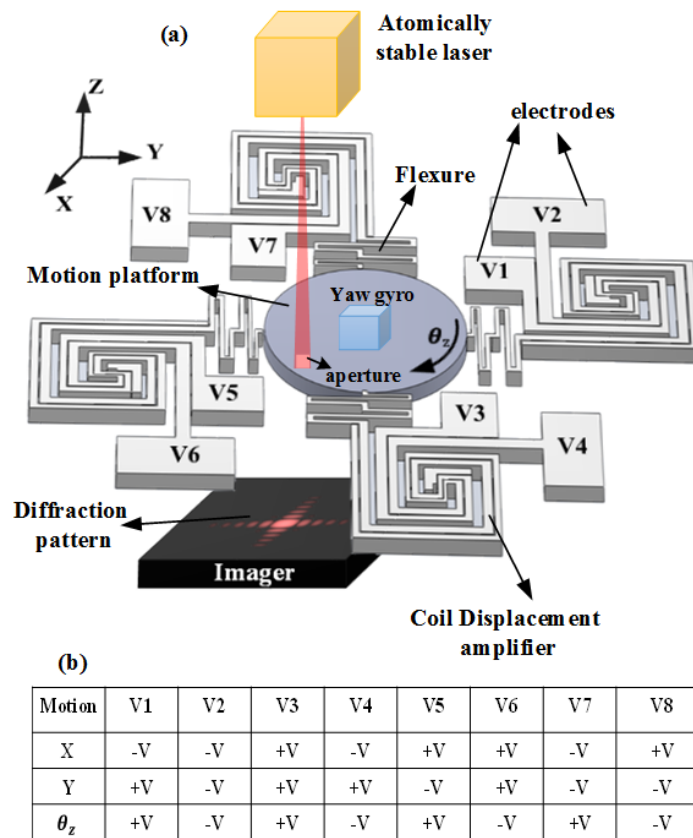 (a)
Atomically
stable laser
Z
Y
X
electrodes
Flexure
V8
V7
V2
V1
Motion platform
Yaw gyro
θz
aperture
V5
V6
V3
V4
Diffraction
pattern
Imager
Coil Displacement
amplifier
(b)
Motion V1 V2 V3 V4 V5 V6 V7 V8
X -V -V +V -V +V +V -V +V
Y +V -V +V +V -V +V -V -V
θz +V -V +V -V +V -V +V -V